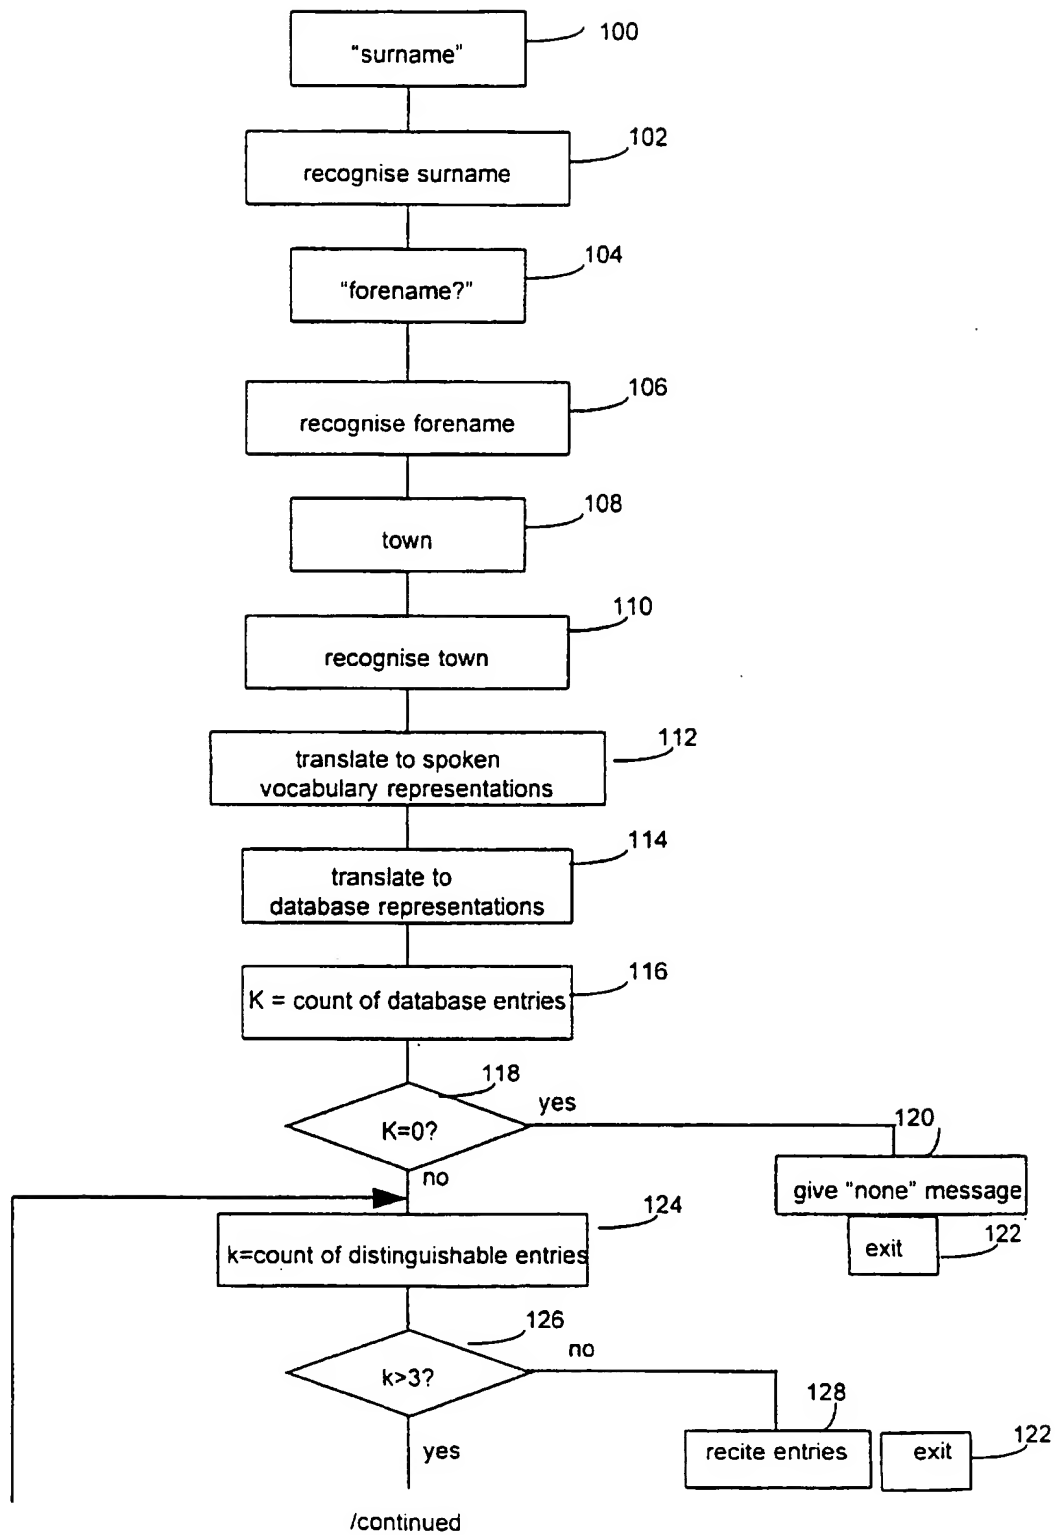 "surname"
100
recognise surname
102
"forename?"
104
recognise forename
106
town
108
recognise town
110
translate to spoken
vocabulary representations
112
translate to
database representations
114
K = count of database entries
116
K=0?
118
yes
no
give "none" message
120
exit
122
k=count of distinguishable entries
124
k>3?
126
no
yes
recite entries
128
exit
122
/continued